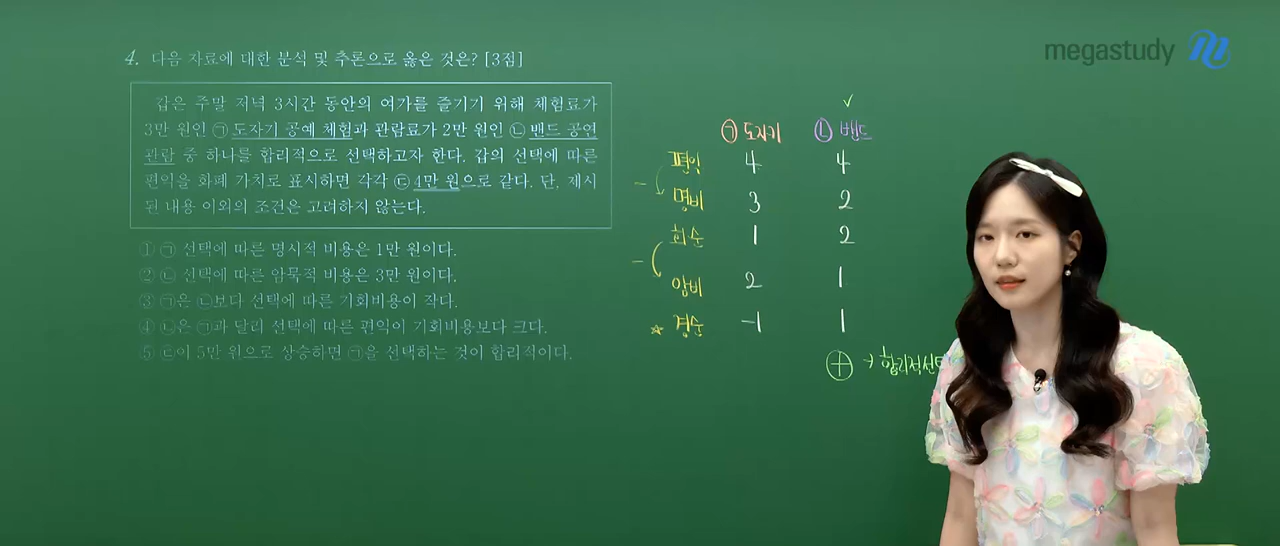 4. 다음 자료에 대한 분석 및 추론으로 옳은 것은? [3점]
갑은 주말 저녁 3시간 동안의 여가를 즐기기 위해 체험료가
3만 원인 ㉠ 도자기 공예 체험과 관람료가 2만 원인 ㉡ 밴드 공연
관람 중 하나를 합리적으로 선택하고자 한다. 갑의 선택에 따른
편익을 화폐 가치로 표시하면 각각 ㉢ 4만 원으로 같다. 단, 제시
된 내용 이외의 조건은 고려하지 않는다.
① ㉠ 선택에 따른 명시적 비용은 1만 원이다.
② ㉡ 선택에 따른 암묵적 비용은 3만 원이다.
③ ㉠은 ㉡보다 선택에 따른 기회비용이 작다.
④ ㉡은 ㉠과 달리 선택에 따른 편익이 기회비용보다 크다.
⑤ ㉢이 5만 원으로 상승하면 ㉠을 선택하는 것이 합리적이다.
megastudy
✓
㉠ 도자기 ㉡ 밴드
편익 4 4
- 명비 3 2
회순 1 2
- 암비 2 1
☆ 경순 -1 1
⊕ → 합리적선택